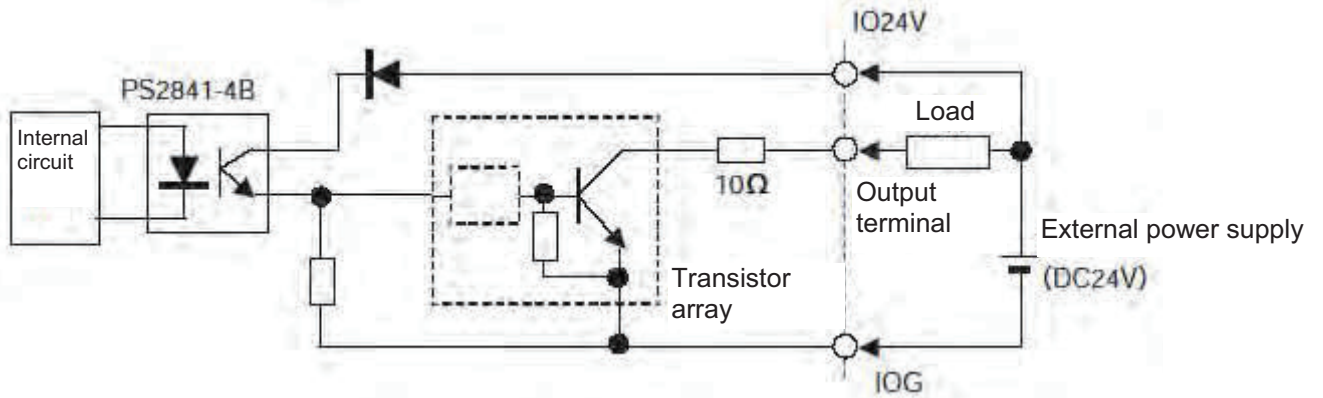 IO24V
PS2841-4B
Internal
circuit
Load
10Ω
Output
terminal
External power supply
(DC24V)
Transistor
array
IOG